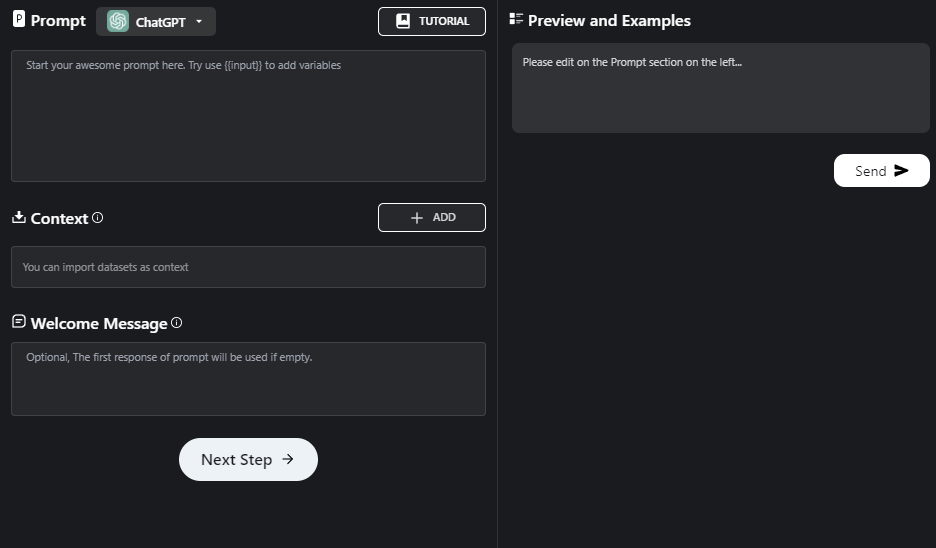 Prompt
ChatGPT
TUTORIAL
Start your awesome prompt here. Try use {{input}} to add variables
Context
ADD
You can import datasets as context
Welcome Message
Optional, The first response of prompt will be used if empty.
Next Step
Preview and Examples
Please edit on the Prompt section on the left...
Send